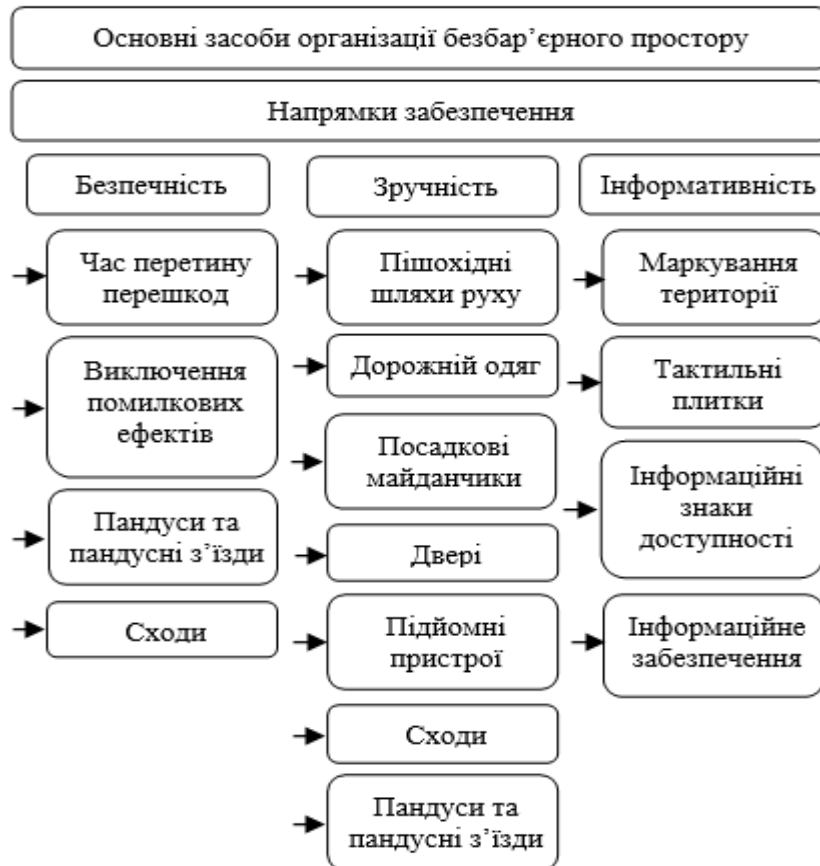 Основні засоби організації безбар’єрного простору
Напрямки забезпечення
Безпечність
Час перетину
перешкод
Виключення
помилкових
ефектів
Пандуси та
пандусні з’їзди
Сходи
Зручність
Пішохідні
шляхи руху
Дорожній одяг
Посадкові
майданчики
Двері
Підйомні
пристрої
Сходи
Пандуси та
пандусні з’їзди
Інформативність
Маркування
території
Тактильні
плитки
Інформаційні
знаки
доступності
Інформаційне
забезпечення